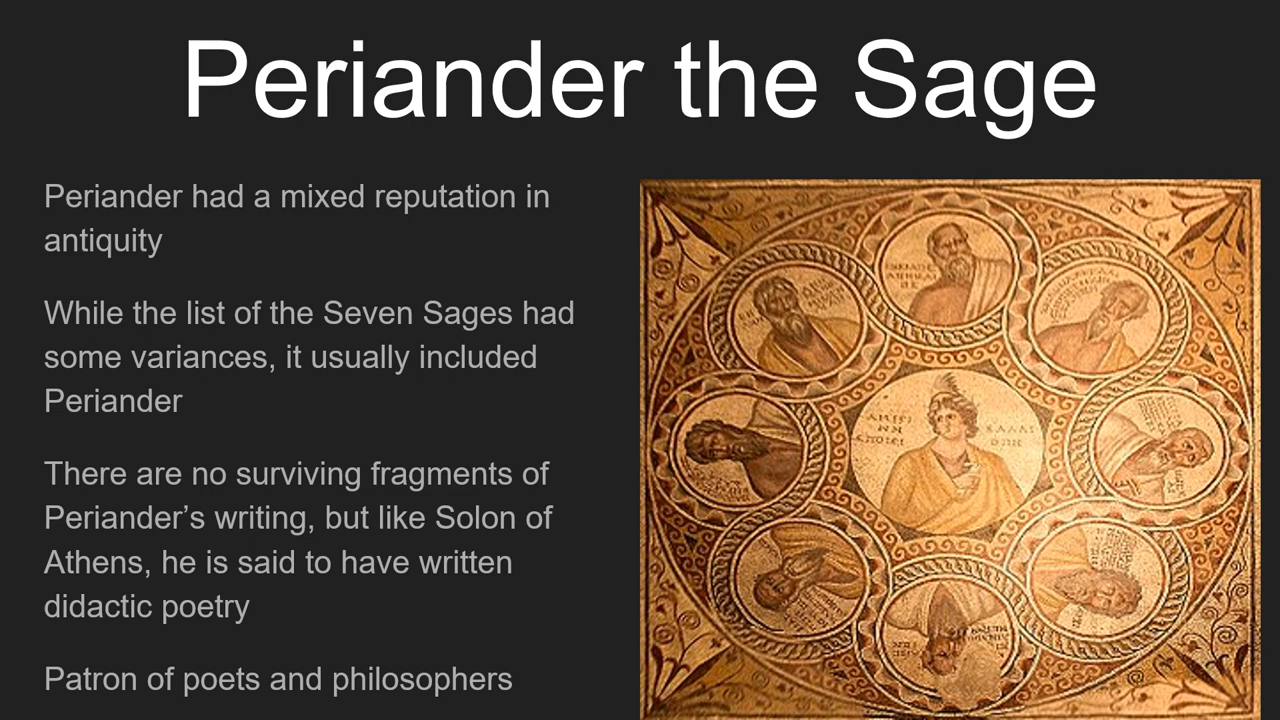 Periander the Sage
Periander had a mixed reputation in
antiquity
While the list of the Seven Sages had
some variances, it usually included
Periander
There are no surviving fragments of
Periander’s writing, but like Solon of
Athens, he is said to have written
didactic poetry
Patron of poets and philosophers